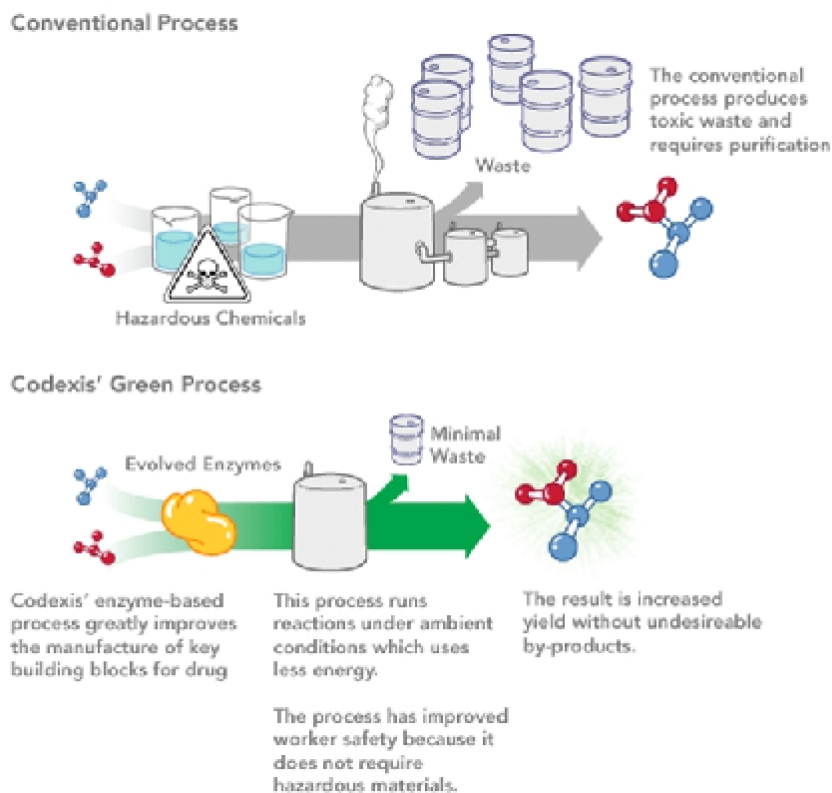 Conventional Process
The conventional
process produces
toxic waste and
requires purification
Waste
Hazardous Chemicals
Codexis' Green Process
Minimal
Waste
Evolved Enzymes
Codexis' enzyme-based
process greatly improves
the manufacture of key
building blocks for drug
This process runs
reactions under ambient
conditions which uses
less energy.
The process has improved
worker safety because it
does not require
hazardous materials.
The result is increased
yield without undesireable
by-products.